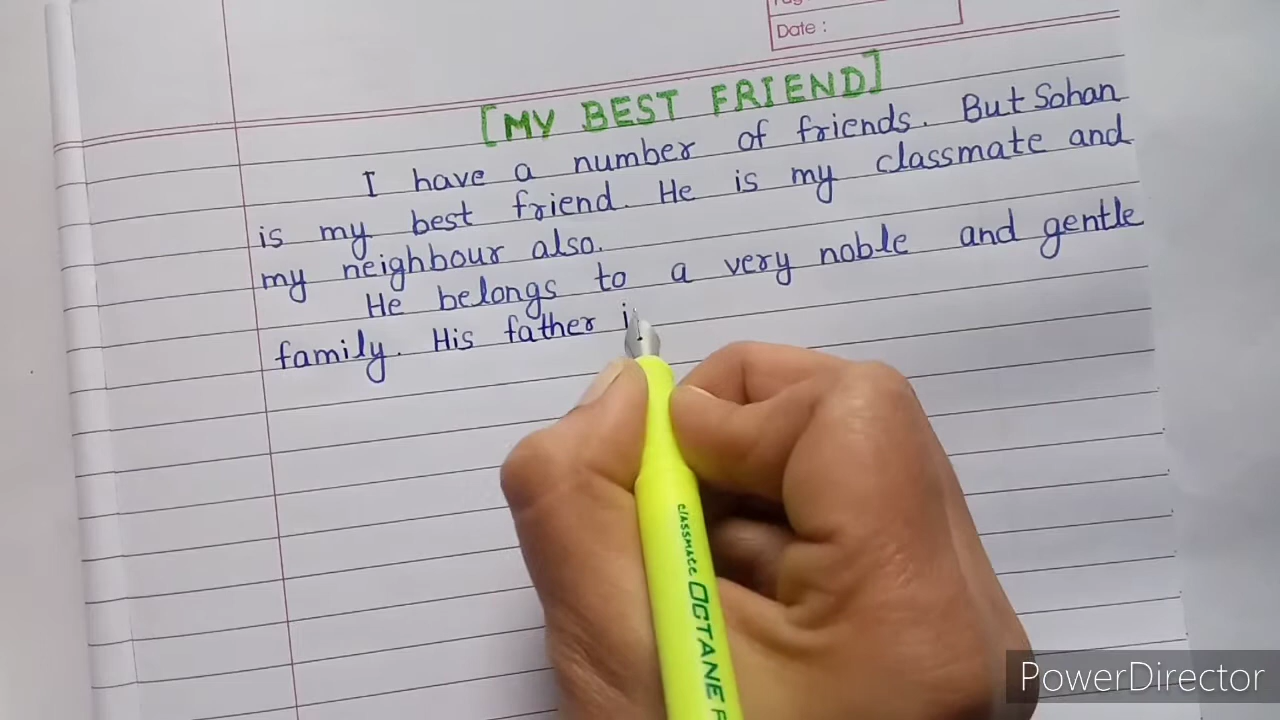 Date :
[MY BEST FRIEND]
I have a number of friends. But Sohan
is my best friend. He is my classmate and
my neighbour also.
He belongs to a very noble and gentle
family. His father i
classmate OCTANE
PowerDirector